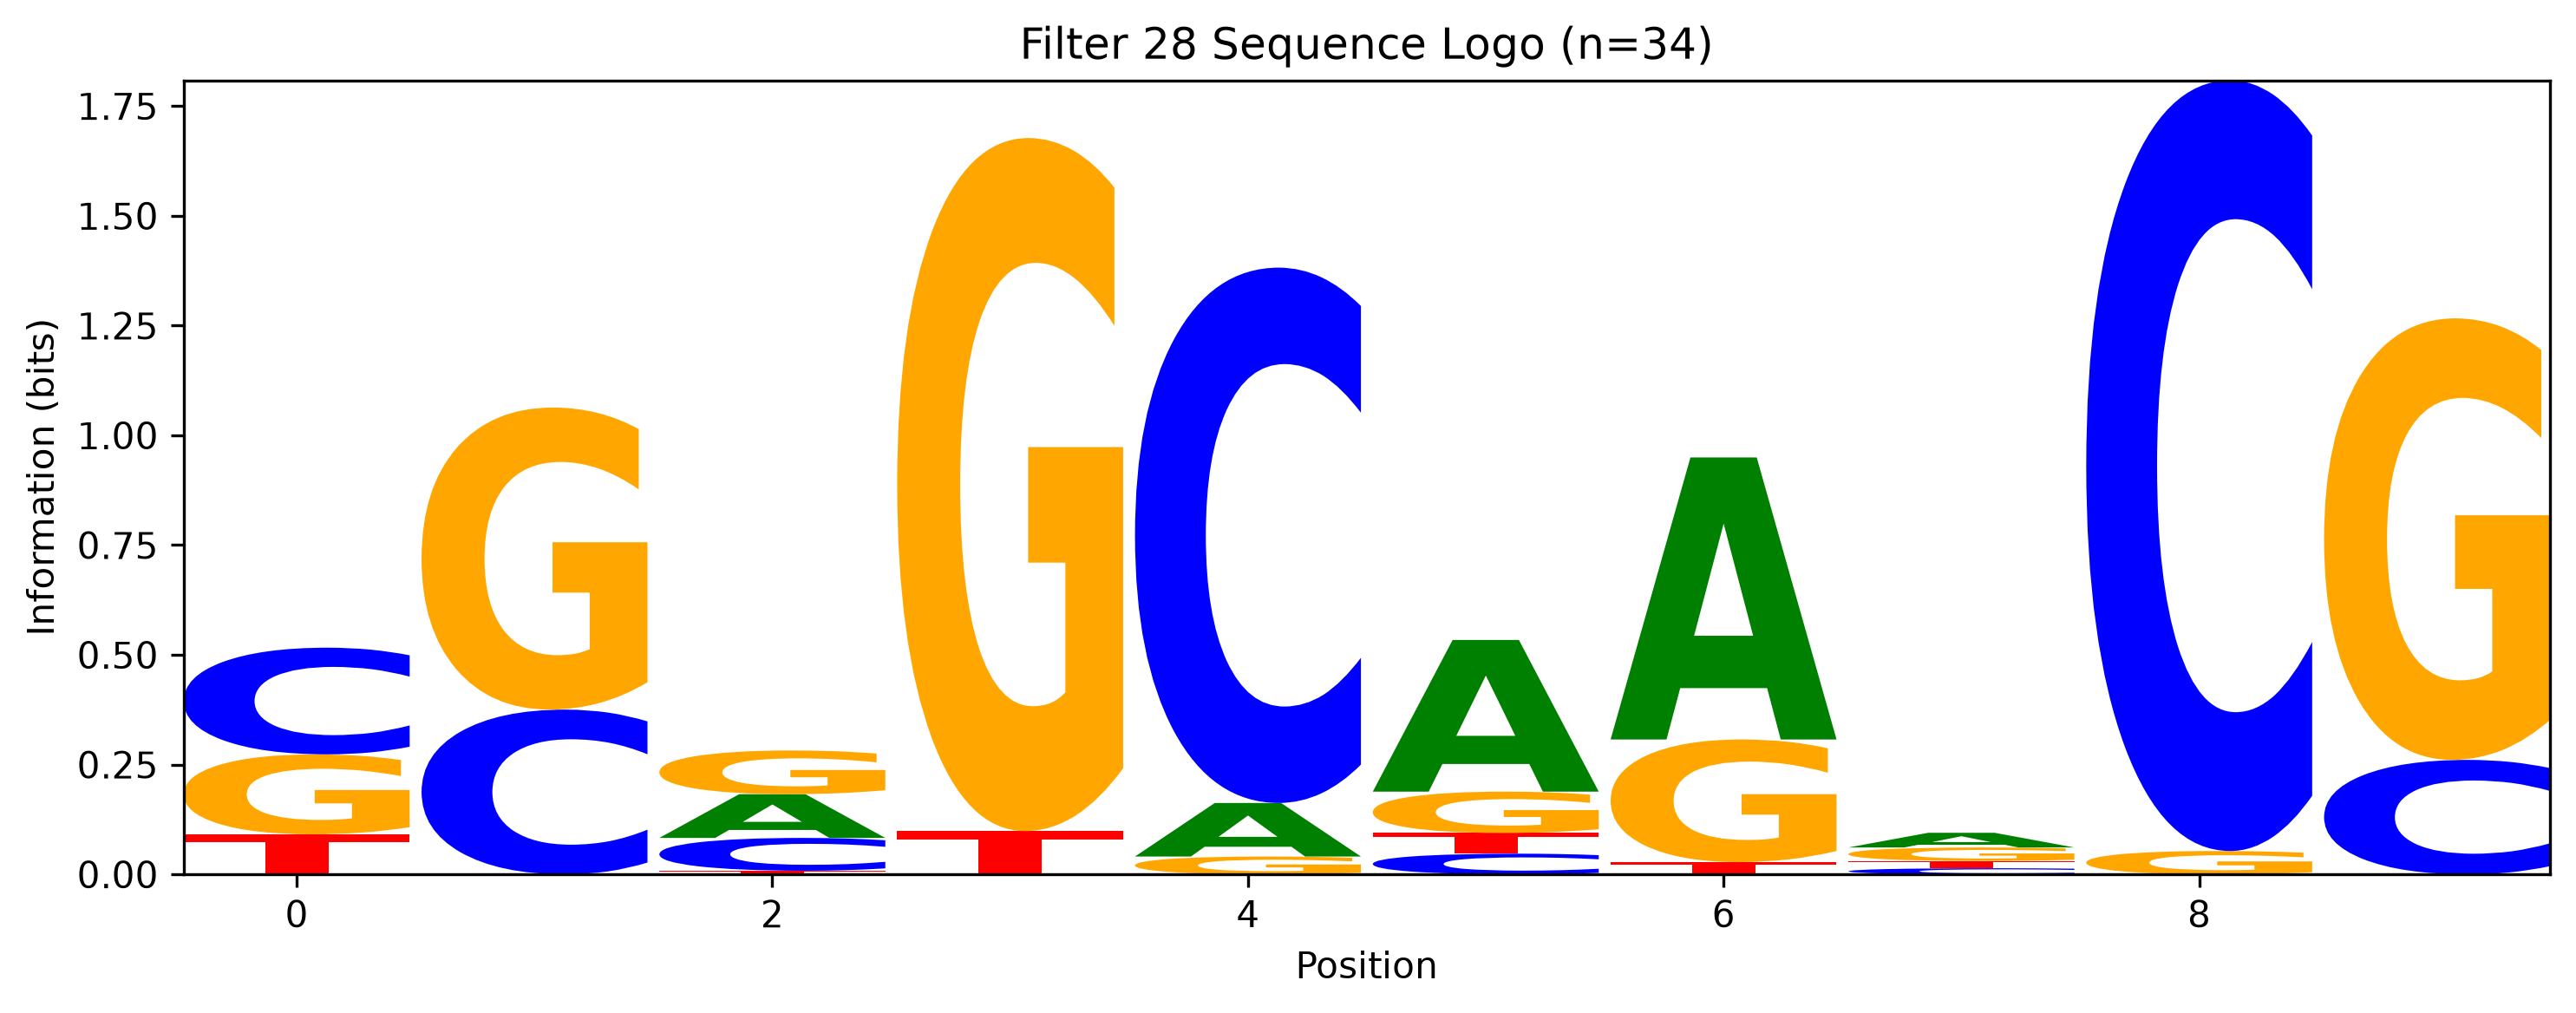 Filter 28 Sequence Logo (n=34)
Information (bits)
1.75
1.50
1.25
1.00
0.75
0.50
0.25
0.00
C G T
G C
G A C T
G T
C A G
A G T C
A G T
A G T C
C G
G C
0 2 4 6 8
Position